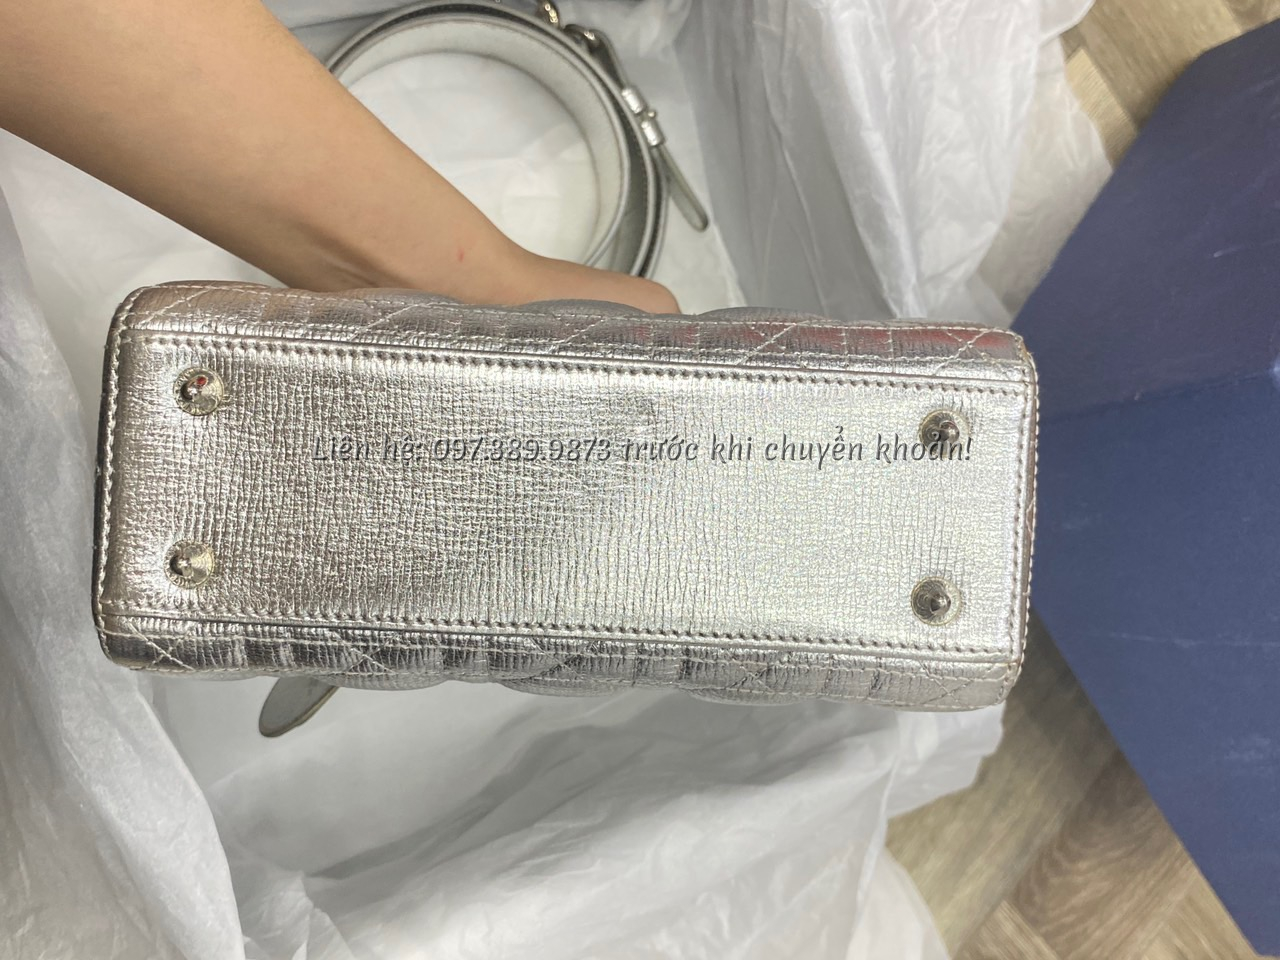 Liên hệ: 097.389.9873 trước khi chuyển khoản!